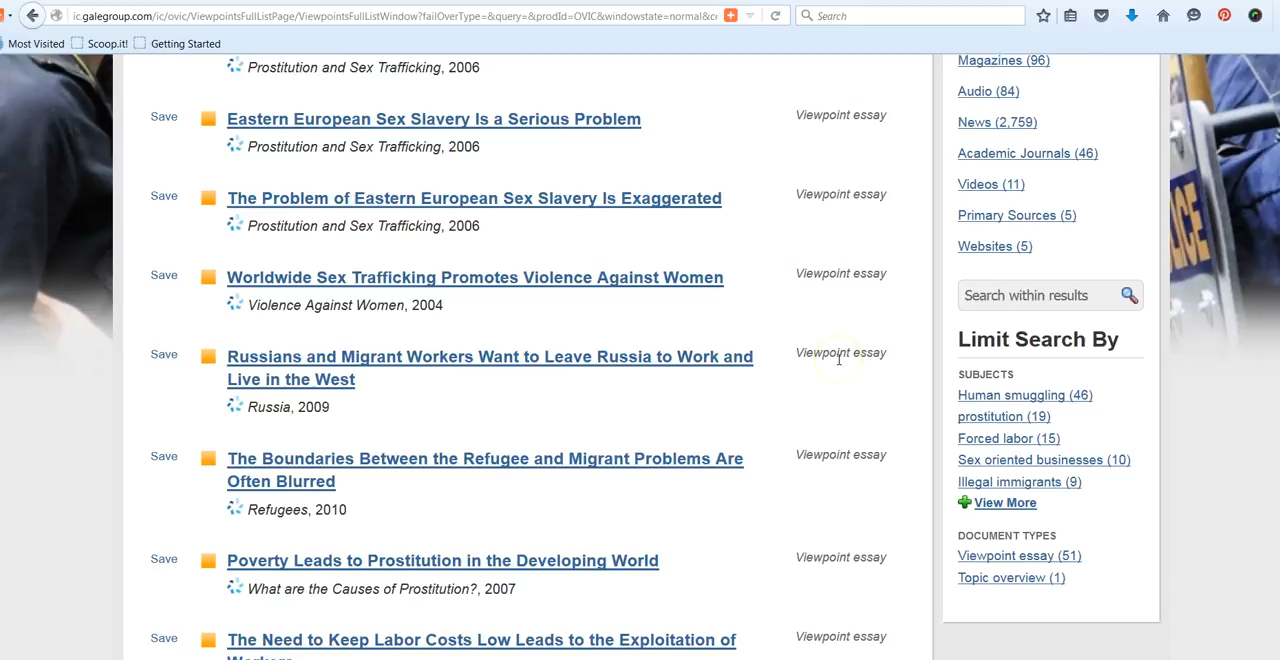 ic.galegroup.com/ic/ovic/ViewpointsFullListPage/ViewpointsFullListWindow?failOverType=&query=&prodId=OVIC&windowstate=normal&c
Search
Most Visited Scoop.it! Getting Started
Prostitution and Sex Trafficking, 2006
Save
Eastern European Sex Slavery Is a Serious Problem
Viewpoint essay
Prostitution and Sex Trafficking, 2006
Save
The Problem of Eastern European Sex Slavery Is Exaggerated
Viewpoint essay
Prostitution and Sex Trafficking, 2006
Save
Worldwide Sex Trafficking Promotes Violence Against Women
Viewpoint essay
Violence Against Women, 2004
Save
Russians and Migrant Workers Want to Leave Russia to Work and
Live in the West
Viewpoint essay
Russia, 2009
Save
The Boundaries Between the Refugee and Migrant Problems Are
Often Blurred
Viewpoint essay
Refugees, 2010
Save
Poverty Leads to Prostitution in the Developing World
Viewpoint essay
What are the Causes of Prostitution?, 2007
Save
The Need to Keep Labor Costs Low Leads to the Exploitation of
Viewpoint essay
Magazines (96)
Audio (84)
News (2,759)
Academic Journals (46)
Videos (11)
Primary Sources (5)
Websites (5)
Search within results
Limit Search By
SUBJECTS
Human smuggling (46)
prostitution (19)
Forced labor (15)
Sex oriented businesses (10)
Illegal immigrants (9)
View More
DOCUMENT TYPES
Viewpoint essay (51)
Topic overview (1)